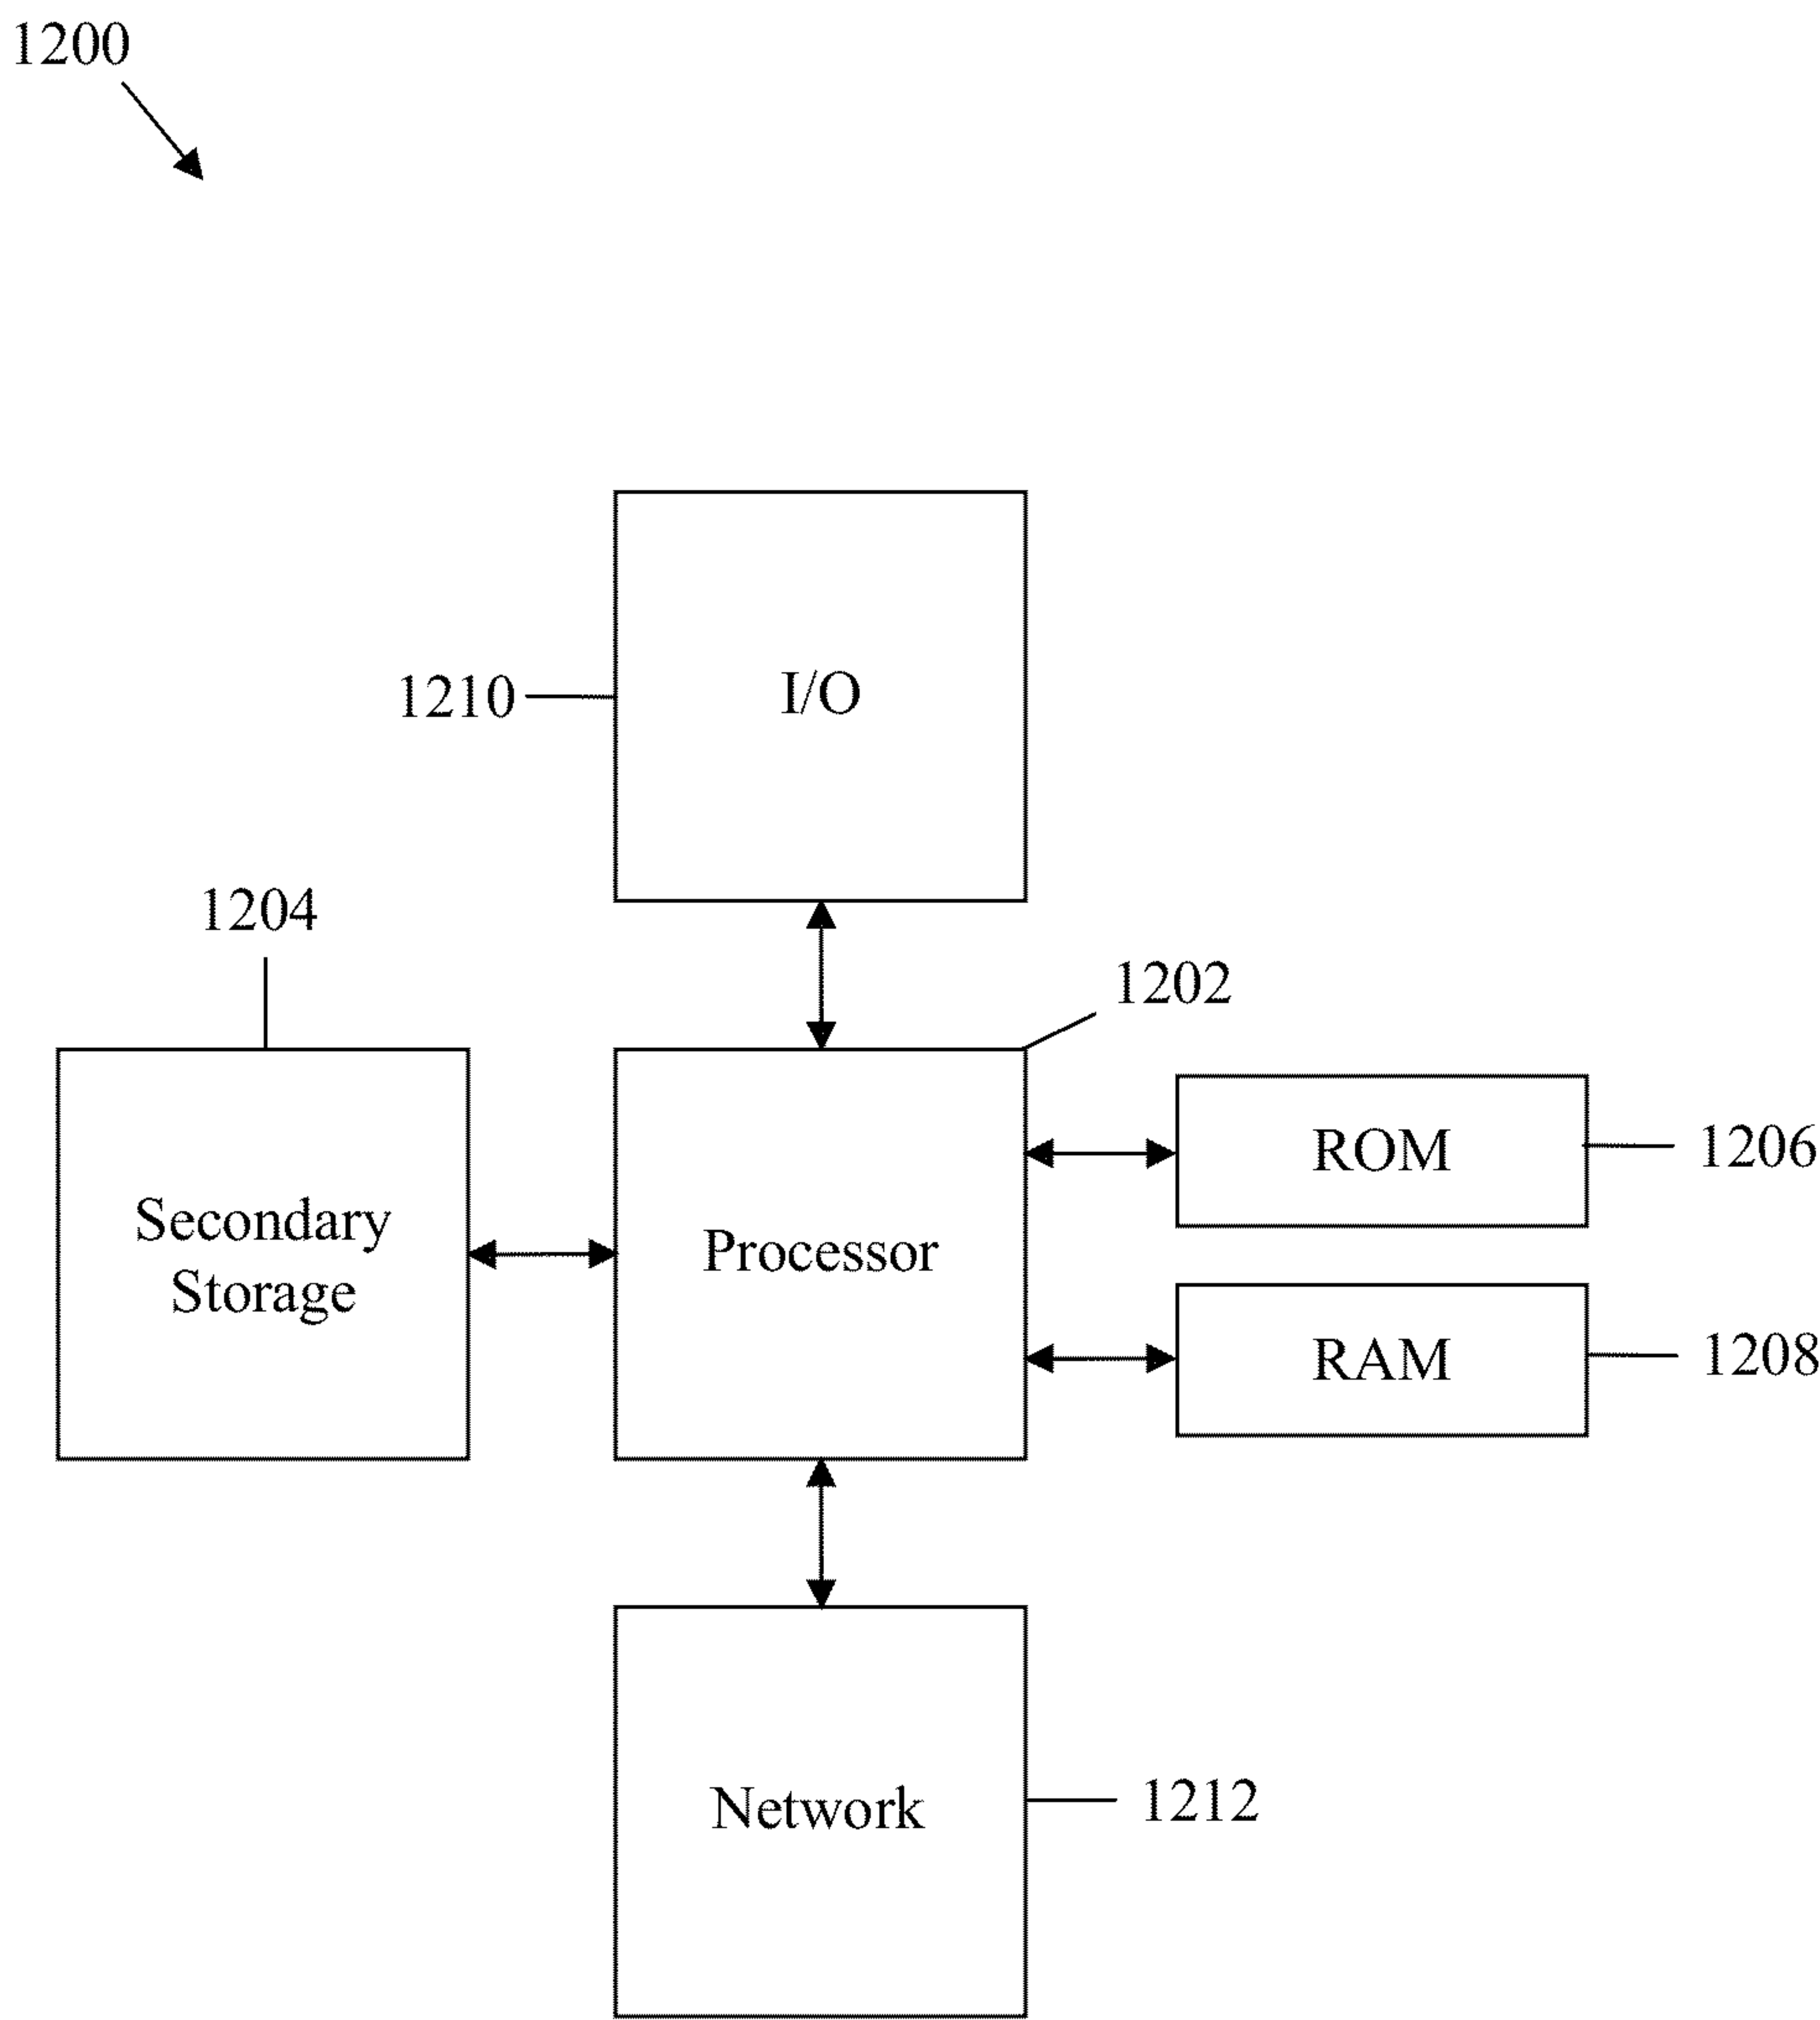 1200
I/O
1210
1204
1202
ROM
1206
Secondary
Storage
Processor
RAM
1208
Network
1212